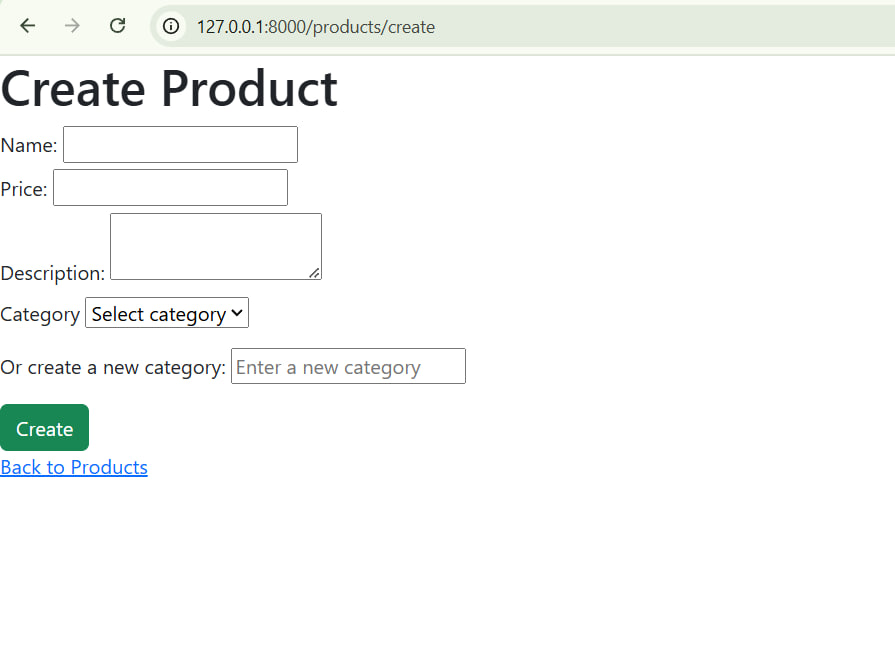 127.0.0.1:8000/products/create
Create Product
Name:
Price:
Description:
Category Select category
Or create a new category: Enter a new category
Create
Back to Products